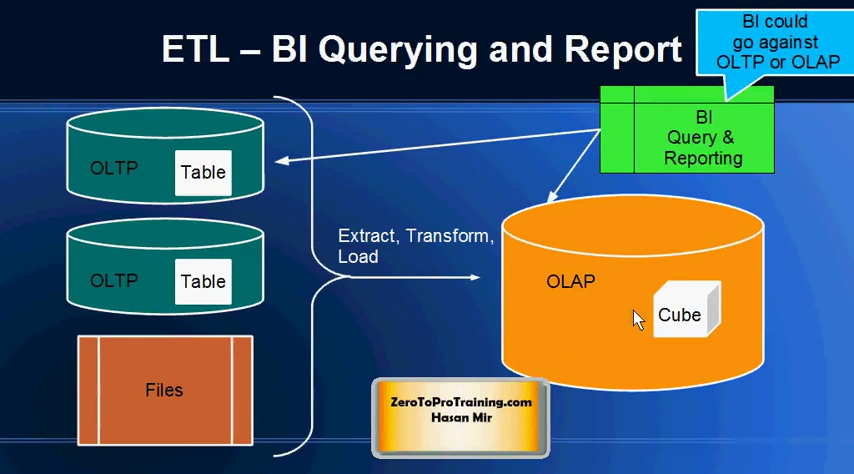 ETL – BI Querying and Report
BI could
go against
OLTP or OLAP
BI
Query &
Reporting
OLTP
Table
OLTP
Table
Files
Extract, Transform,
Load
OLAP
Cube
ZeroToProTraining.com
Hasan Mir